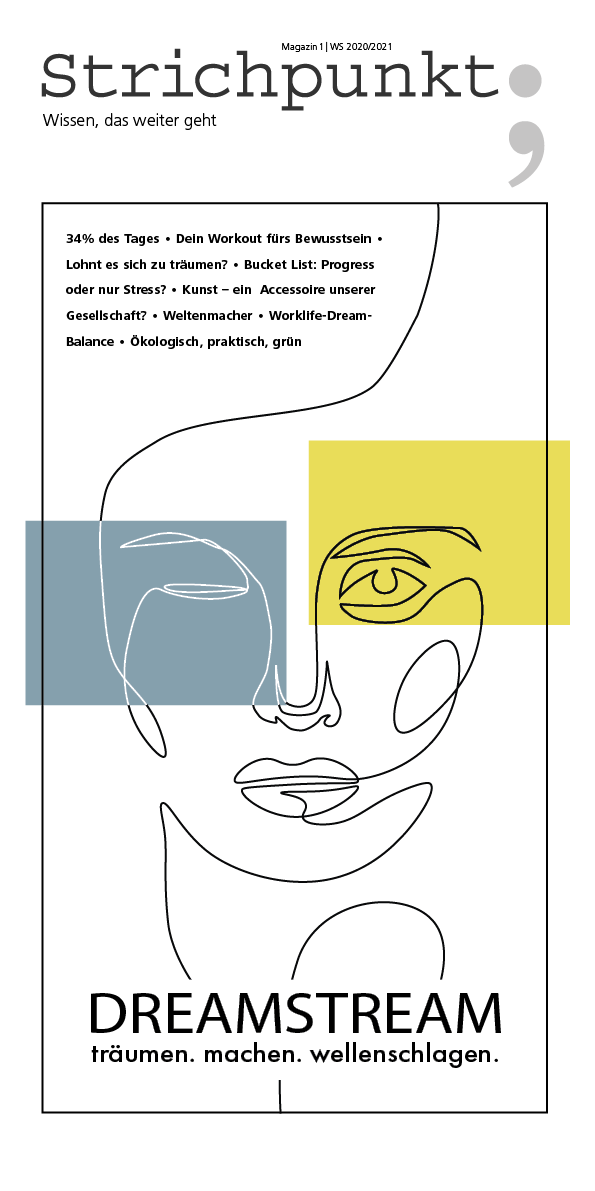 Magazin 1 | WS 2020/2021
Strichpunkt;
Wissen, das weiter geht
34% des Tages • Dein Workout fürs Bewusstsein •
Lohnt es sich zu träumen? • Bucket List: Progress
oder nur Stress? • Kunst – ein Accessoire unserer
Gesellschaft? • Weltenmacher • Worklife-Dream-
Balance • Ökologisch, praktisch, grün
DREAMSTREAM
träumen. machen. wellenschlagen.